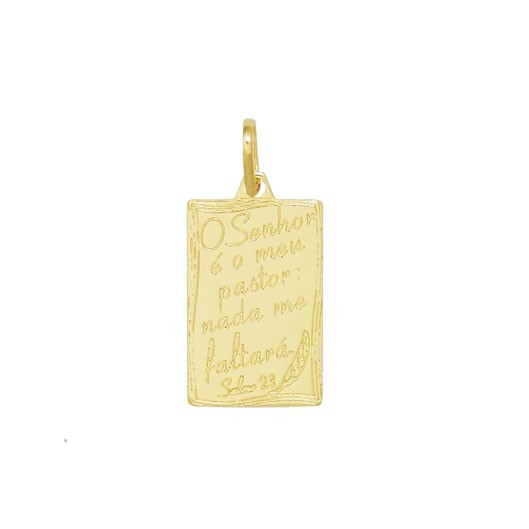 O Senhor
é o meu
pastor:
nada me
faltará
Salmo 23